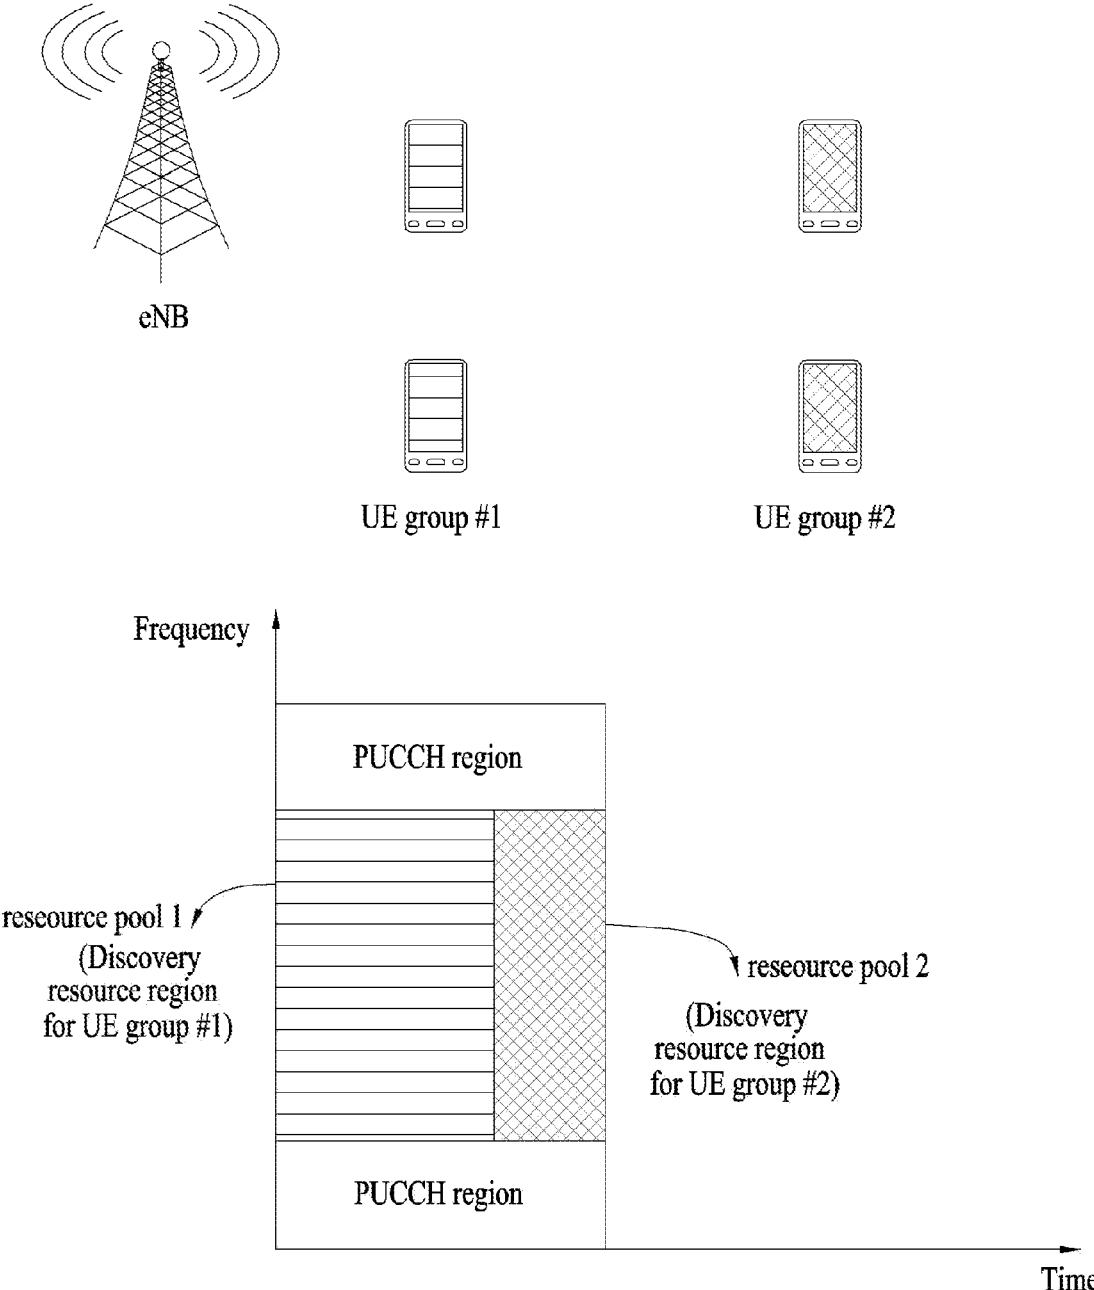 eNB
UE group #1
UE group #2
Frequency
PUCCH region
reseource pool 1
(Discovery
resource region
for UE group #1)
reseource pool 2
(Discovery
resource region
for UE group #2)
PUCCH region
Time